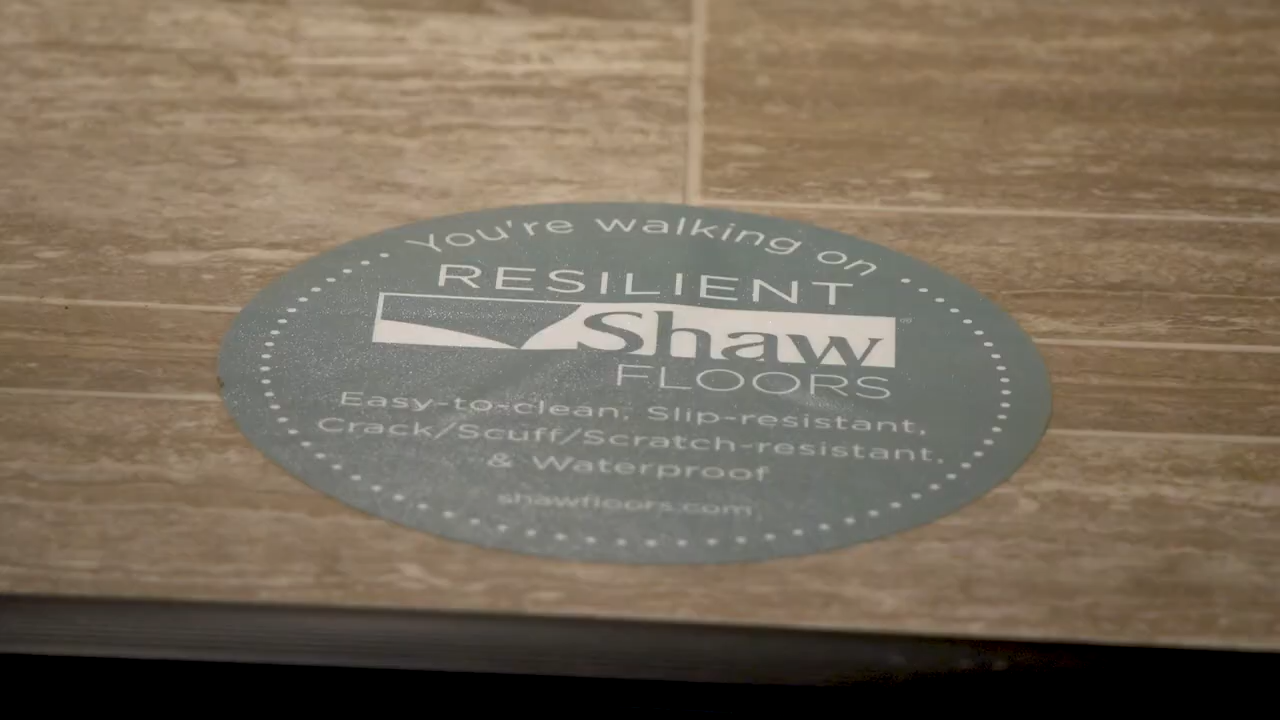 You're walking on
RESILIENT
Shaw
FLOORS
Easy-to-clean, Slip-resistant,
Crack/Scuff/Scratch-resistant,
& Waterproof
shawfloors.com